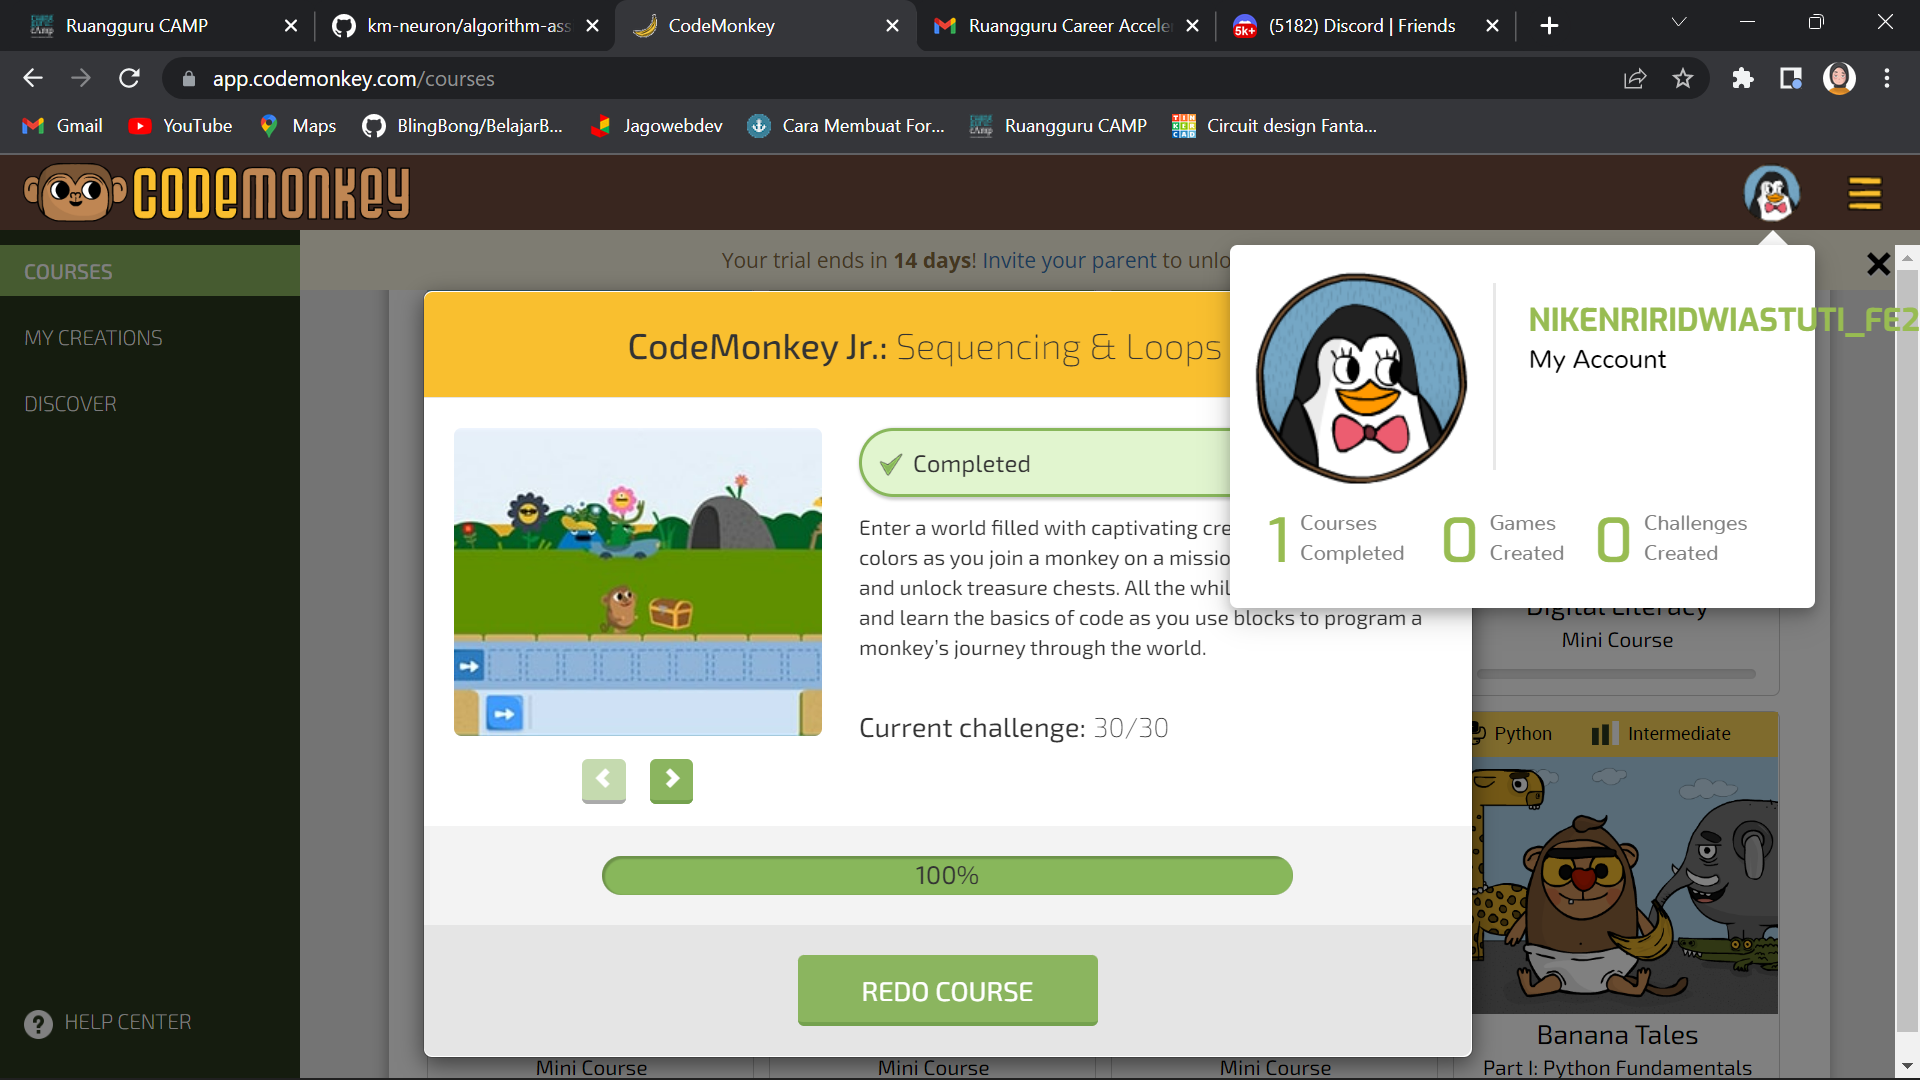 Ruangguru CAMP
km-neuron/algorithm-ass
CodeMonkey
Ruangguru Career Accele
(5182) Discord | Friends
app.codemonkey.com/courses
Gmail
YouTube
Maps
BlingBong/BelajarB...
Jagowebdev
Cara Membuat For...
Ruangguru CAMP
Circuit design Fanta...
CODEMONKEY
COURSES
MY CREATIONS
DISCOVER
HELP CENTER
Your trial ends in 14 days! Invite your parent to unlo
CodeMonkey Jr.: Sequencing & Loops
Completed
Enter a world filled with captivating cre
colors as you join a monkey on a missio
and unlock treasure chests. All the whil
and learn the basics of code as you use blocks to program a
monkey's journey through the world.
Current challenge: 30/30
100%
REDO COURSE
NIKENRIRIDWIASTUTI_FE2
My Account
1 Courses Completed
0 Games Created
0 Challenges Created
Digital Literacy
Mini Course
Python
Intermediate
Banana Tales
Part I: Python Fundamentals
Mini Course
Mini Course
Mini Course